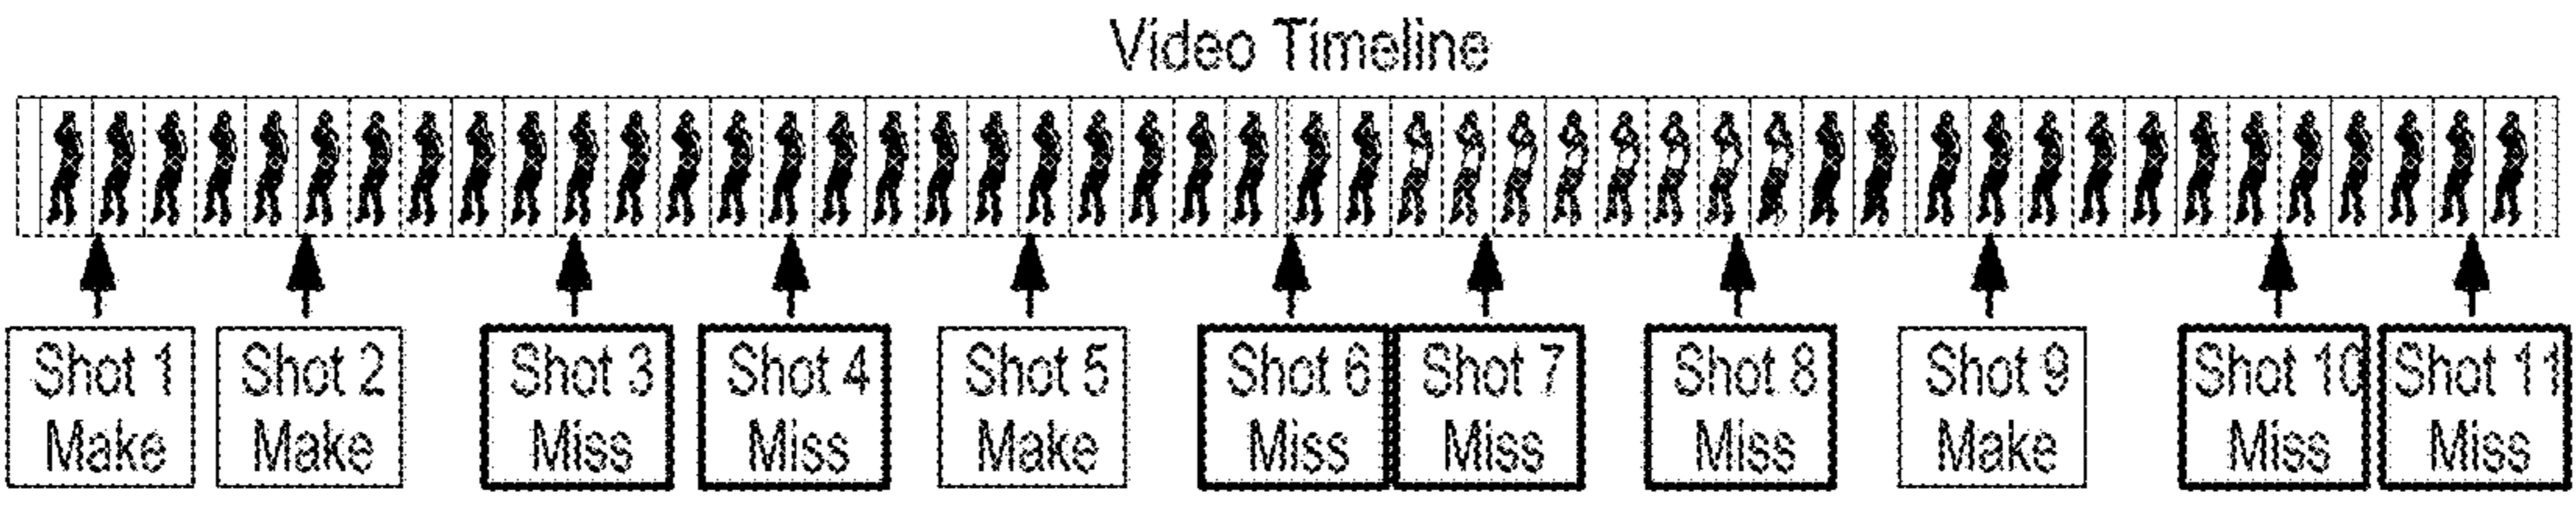 Video Timeline
Shot 1
Make
Shot 2
Make
Shot 3
Miss
Shot 4
Miss
Shot 5
Make
Shot 6
Miss
Shot 7
Miss
Shot 8
Miss
Shot 9
Make
Shot 10
Miss
Shot 11
Miss